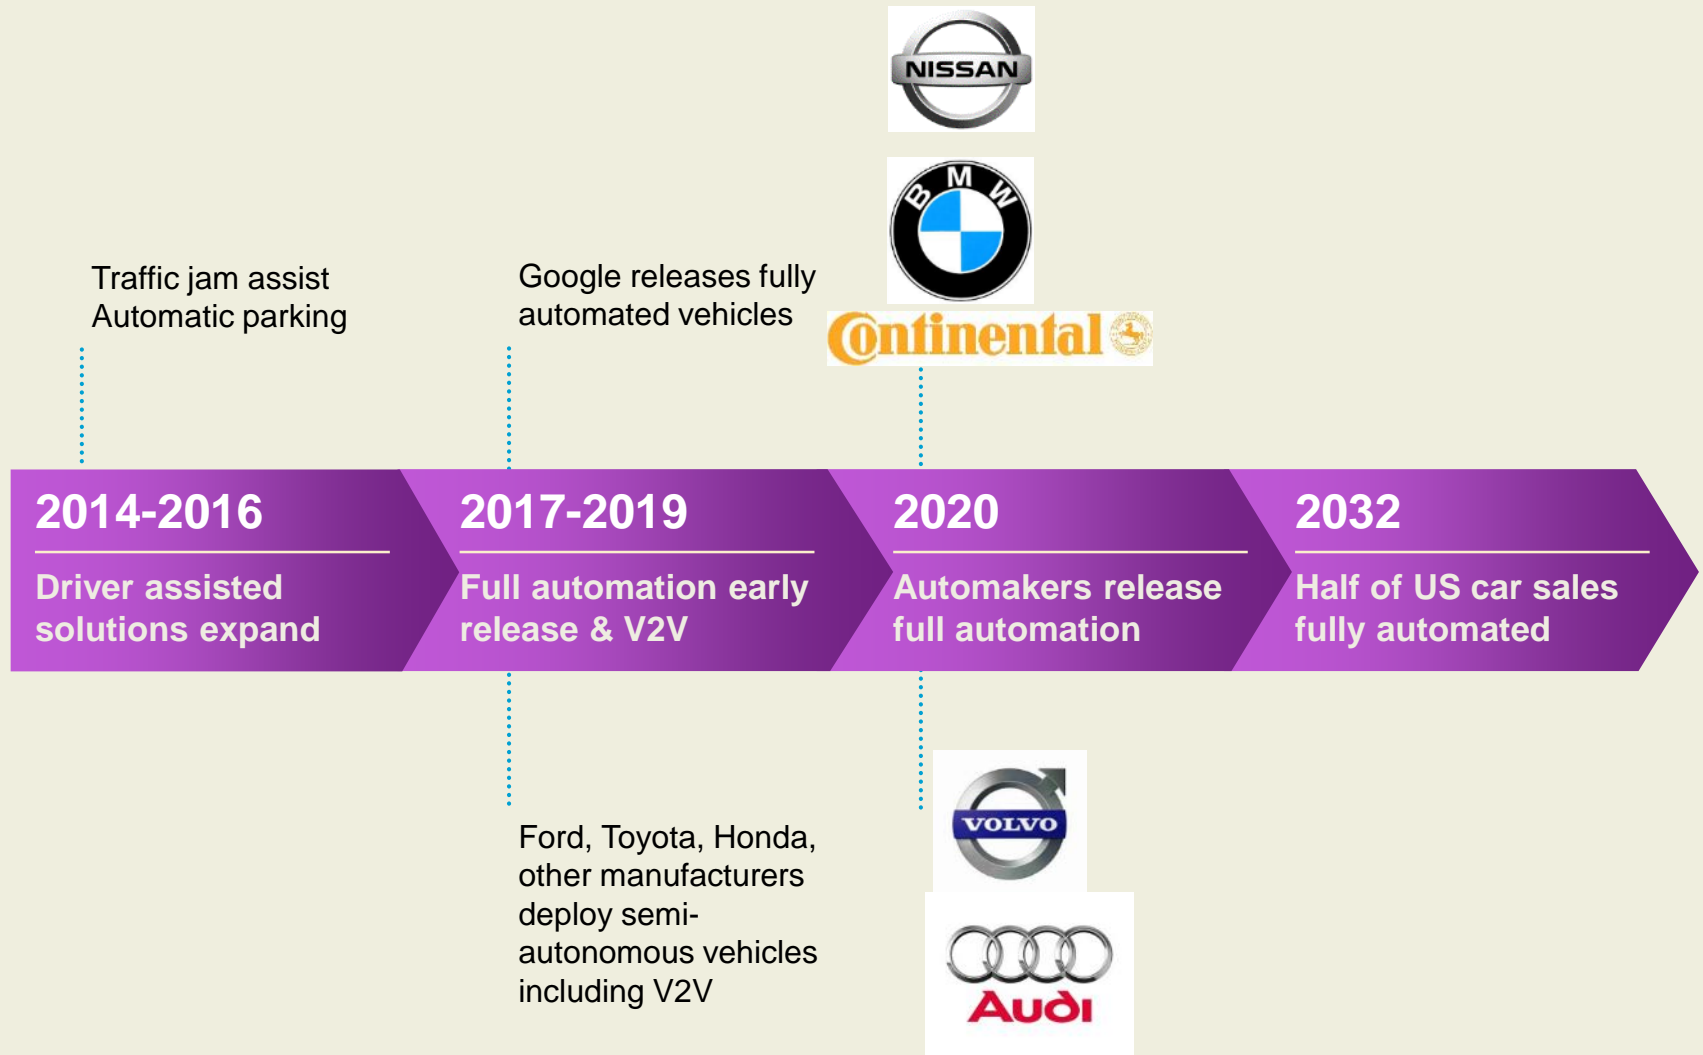 NISSAN
BMW
Continental
Traffic jam assist
Automatic parking
Google releases fully
automated vehicles
2014-2016
Driver assisted
solutions expand
2017-2019
Full automation early
release & V2V
2020
Automakers release
full automation
2032
Half of US car sales
fully automated
Ford, Toyota, Honda,
other manufacturers
deploy semi-
autonomous vehicles
including V2V
VOLVO
Audi